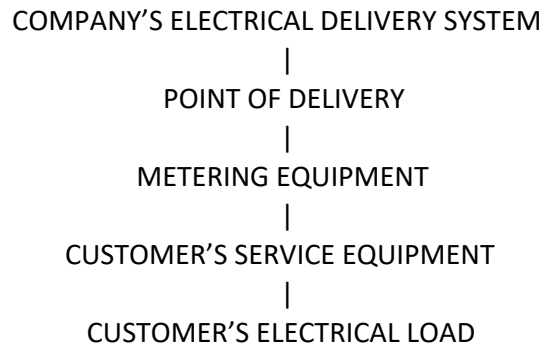 COMPANY’S ELECTRICAL DELIVERY SYSTEM
|
POINT OF DELIVERY
|
METERING EQUIPMENT
|
CUSTOMER’S SERVICE EQUIPMENT
|
CUSTOMER’S ELECTRICAL LOAD